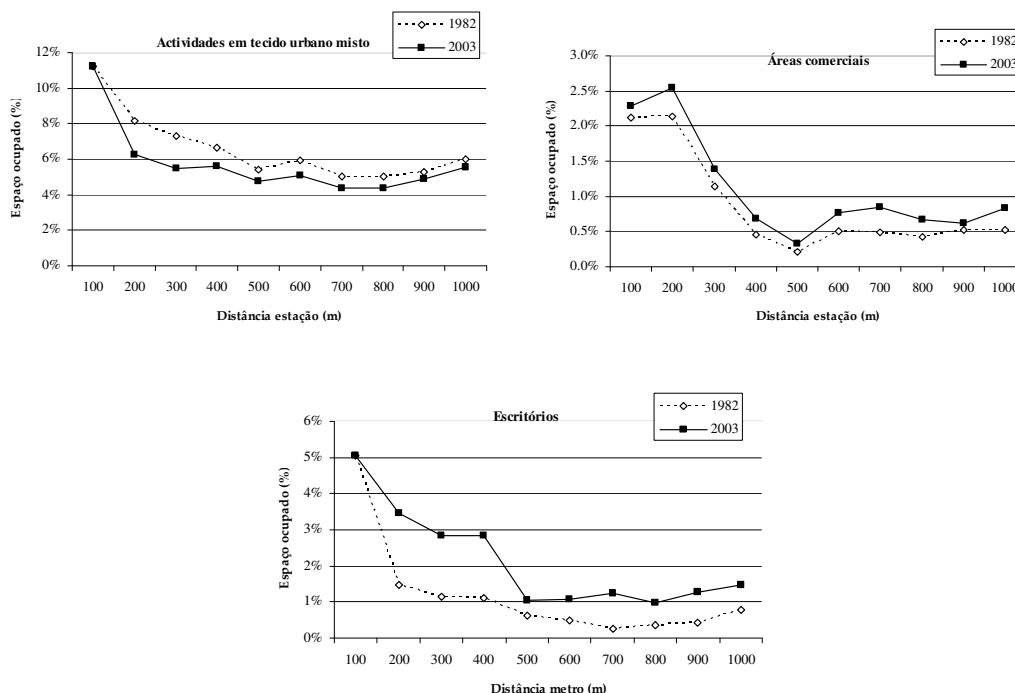 Actividades em tecido urbano misto
1982
2003
Espaço ocupado (%)
12%
10%
8%
6%
4%
2%
0%
100 200 300 400 500 600 700 800 900 1000
Distância estação (m)
Áreas comerciais
1982
2003
Espaço ocupado (%)
3.0%
2.5%
2.0%
1.5%
1.0%
0.5%
0.0%
100 200 300 400 500 600 700 800 900 1000
Distância estação (m)
Escritórios
1982
2003
Espaço ocupado (%)
6%
5%
4%
3%
2%
1%
0%
100 200 300 400 500 600 700 800 900 1000
Distância metro (m)